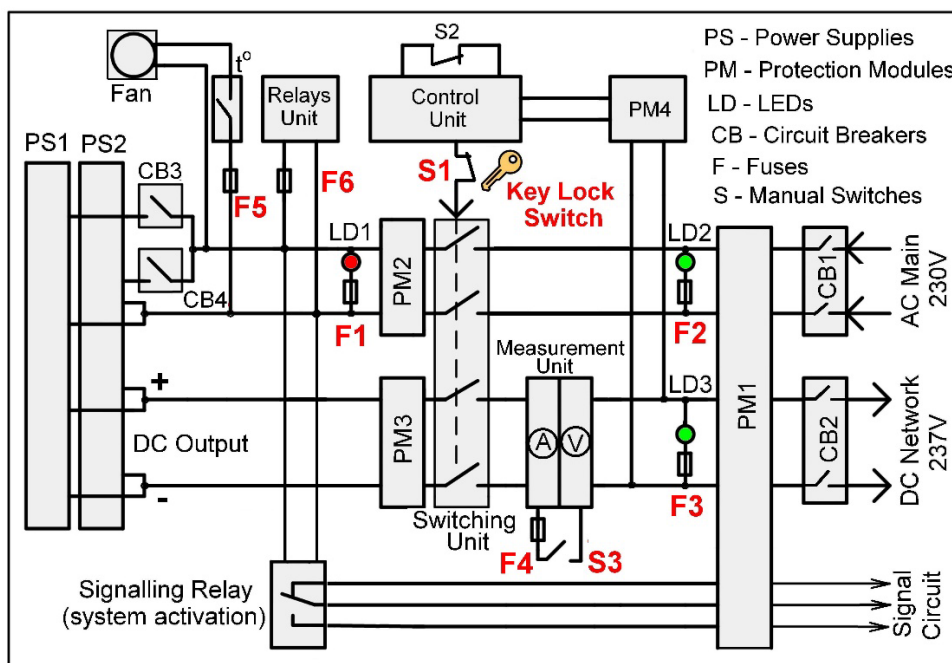 S2
PS - Power Supplies
PM - Protection Modules
LD - LEDs
CB - Circuit Breakers
F - Fuses
S - Manual Switches
Fan
t°
Relays
Unit
Control
Unit
PM4
PS1
PS2
CB3
F5
F6
S1
Key Lock
Switch
LD1
LD2
CB4
PM2
F1
F2
PM1
CB1
AC Main
230V
Measurement
Unit
LD3
+
DC Output
-
PM3
A
V
F3
CB2
DC Network
237V
Switching
Unit
F4
S3
Signalling Relay
(system activation)
Signal
Circuit